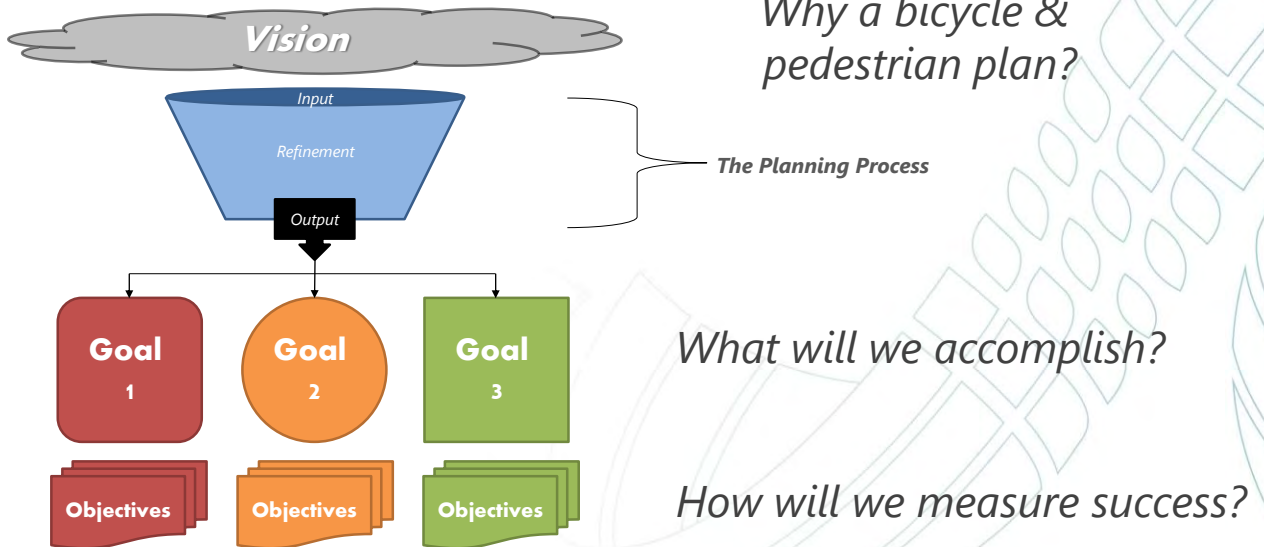 Why a bicycle &
pedestrian plan?
Vision
Input
Refinement
Output
The Planning Process
Goal
1
Goal
2
Goal
3
What will we accomplish?
Objectives
Objectives
Objectives
How will we measure success?